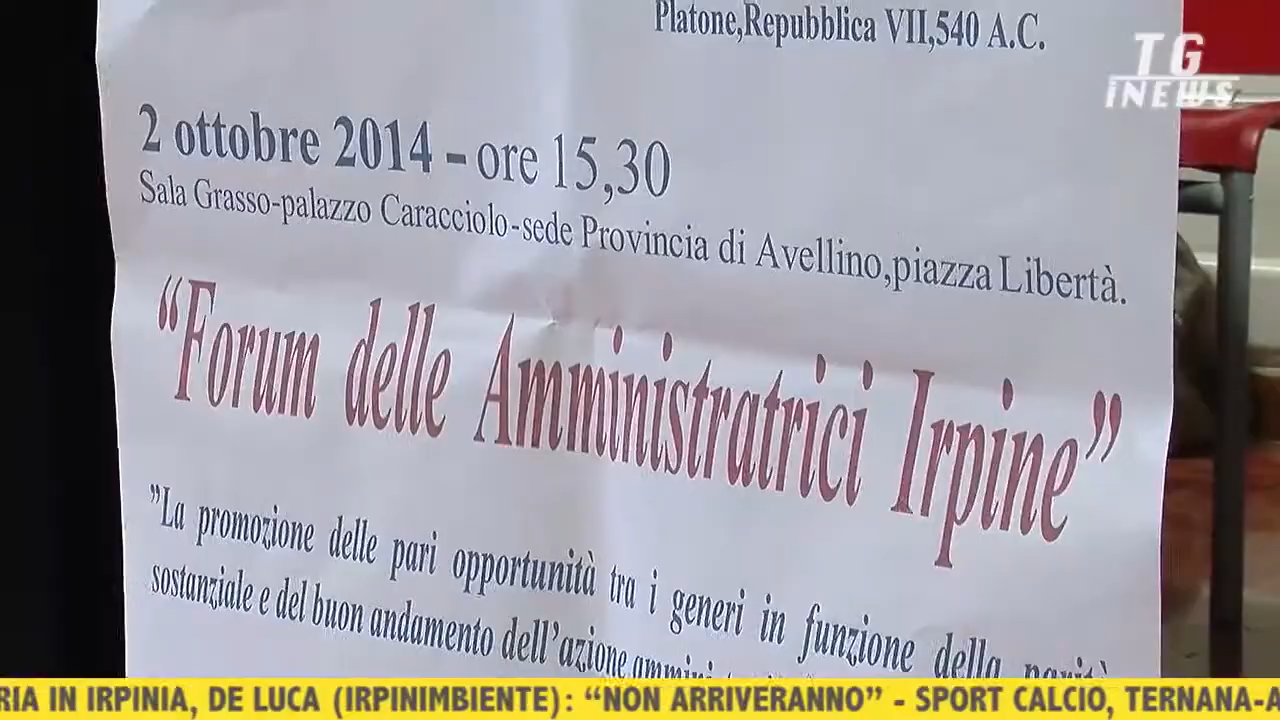 Platone,Repubblica VII,540 A.C.
TG
iNEWS
2 ottobre 2014 - ore 15,30
Sala Grasso-palazzo Caracciolo-sede Provincia di Avellino,piazza Libertà.
“Forum delle Amministratrici Irpine”
”La promozione delle pari opportunità tra i generi in funzione della parità
sostanziale e del buon andamento dell’azione
RIA IN IRPINIA, DE LUCA (IRPINIMBIENTE): “NON ARRIVERANNO” - SPORT CALCIO, TERNANA-A